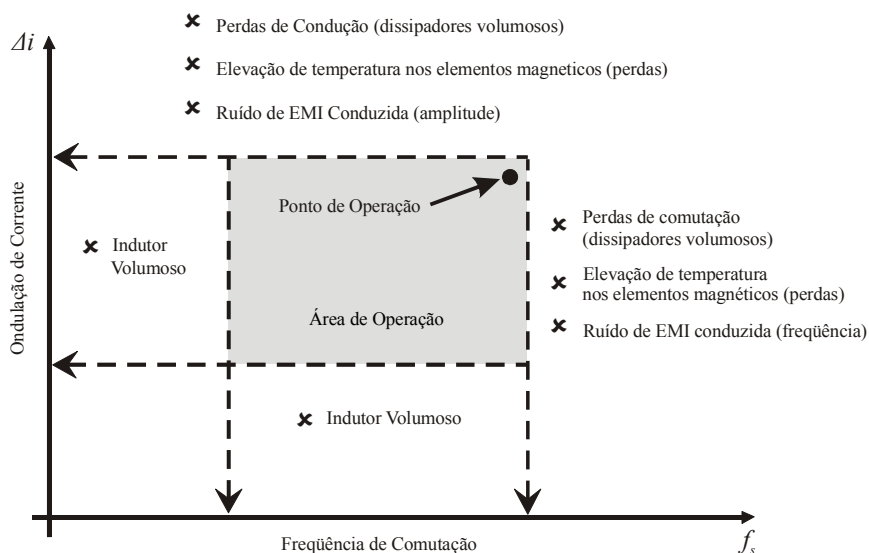 Δi
Perdas de Condução (dissipadores volumosos)
Elevação de temperatura nos elementos magneticos (perdas)
Ruído de EMI Conduzida (amplitude)
Ondulação de Corrente
Indutor
Volumoso
Ponto de Operação
Área de Operação
Perdas de comutação
(dissipadores volumosos)
Elevação de temperatura
nos elementos magnéticos (perdas)
Ruído de EMI conduzida (freqüência)
Indutor Volumoso
Freqüência de Comutação
fs